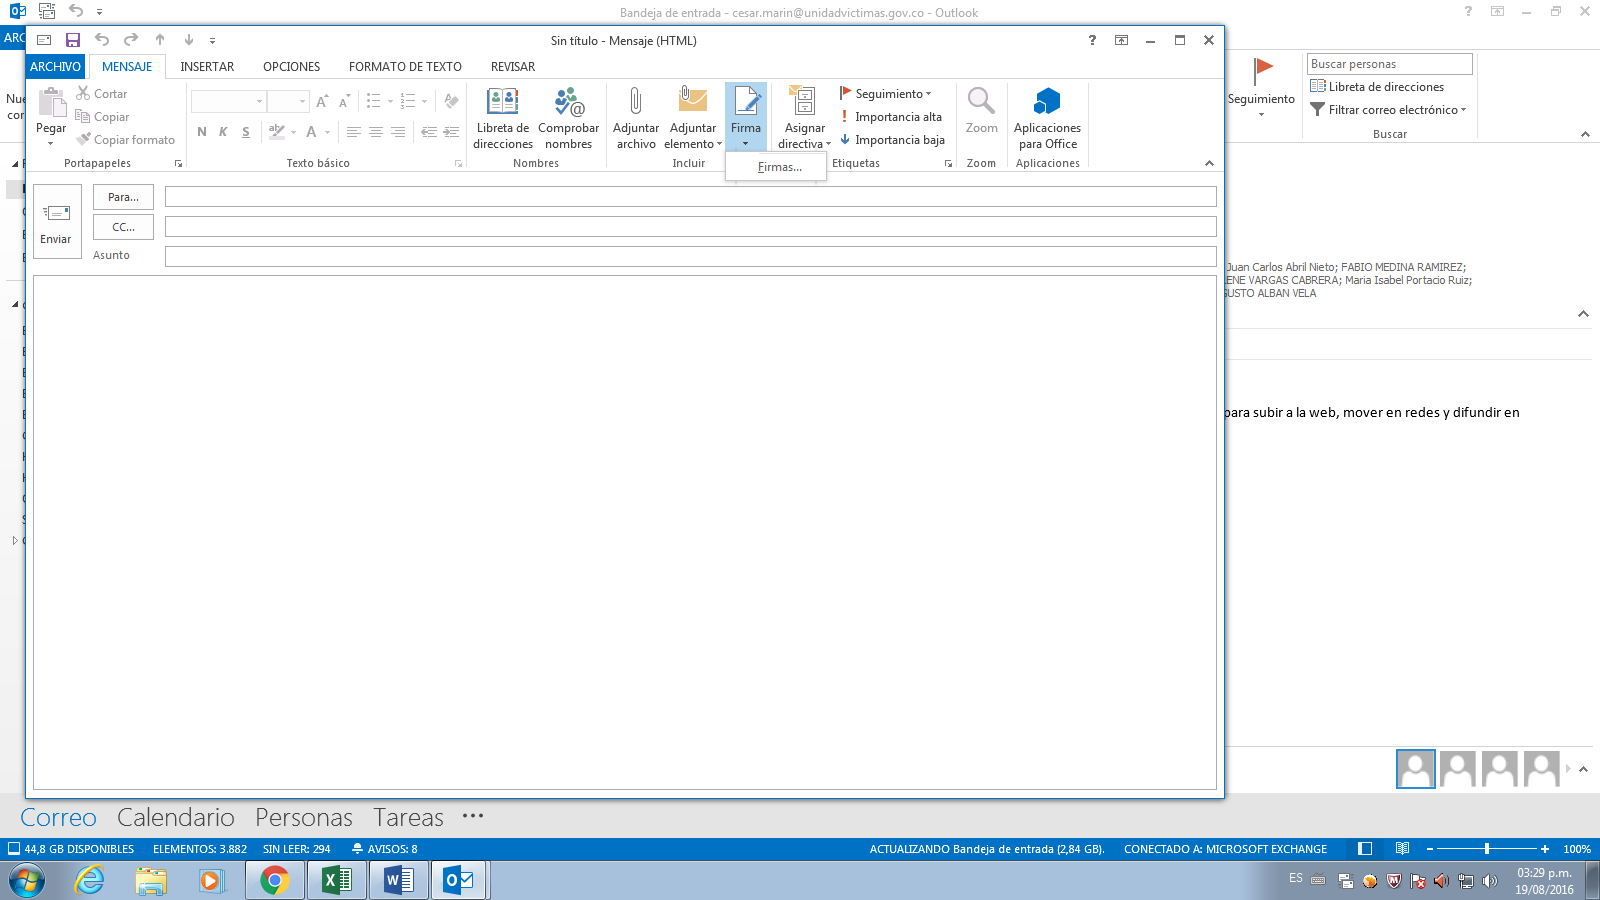 Bandeja de entrada - cesar.marin@unidadvictimas.gov.co - Outlook
Sin título - Mensaje (HTML)
ARCHIVO MENSAJE INSERTAR OPCIONES FORMATO DE TEXTO REVISAR
Pegar
Cortar
Copiar
Copiar formato
Portapapeles
N K S
Texto básico
Libreta de direcciones
Comprobar nombres
Nombres
Adjuntar archivo
Adjuntar elemento
Firma
Incluir
Firmas...
Asignar directiva
Seguimiento
Importancia alta
Importancia baja
Etiquetas
Zoom
Zoom
Aplicaciones para Office
Aplicaciones
Seguimiento
Buscar personas
Libreta de direcciones
Filtrar correo electrónico
Buscar
Enviar
Para...
CC...
Asunto
Juan Carlos Abril Nieto; FABIO MEDINA RAMIREZ;
VARGAS CABRERA; Maria Isabel Portacio Ruiz;
ALBAN VELA
para subir a la web, mover en redes y difundir en
Correo Calendario Personas Tareas ...
44,8 GB DISPONIBLES ELEMENTOS: 3.882 SIN LEER: 294 AVISOS: 8 ACTUALIZANDO Bandeja de entrada (2,84 GB). CONECTADO A: MICROSOFT EXCHANGE 100%
ES
03:29 p.m.
19/08/2016